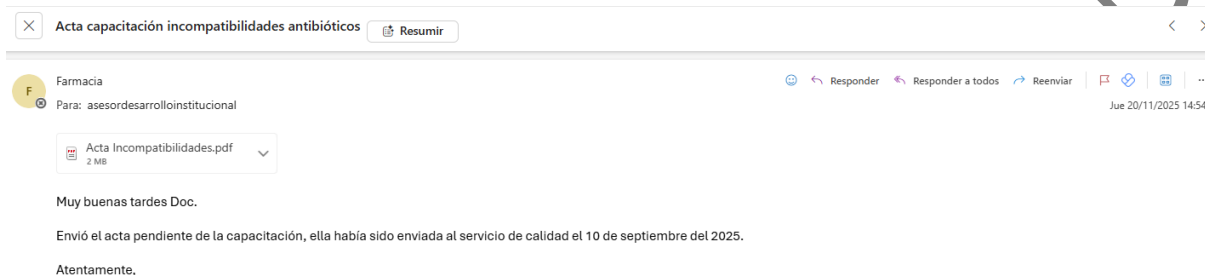 Acta capacitación incompatibilidades antibióticos Resumir
F
Farmacia
Responder Responder a todos Reenviar
Para: asesordesarrolloinstitucional
Jue 20/11/2025 14:54
PDF
Acta Incompatibilidades.pdf
2 MB
Muy buenas tardes Doc.
Envió el acta pendiente de la capacitación, ella había sido enviada al servicio de calidad el 10 de septiembre del 2025.
Atentamente,